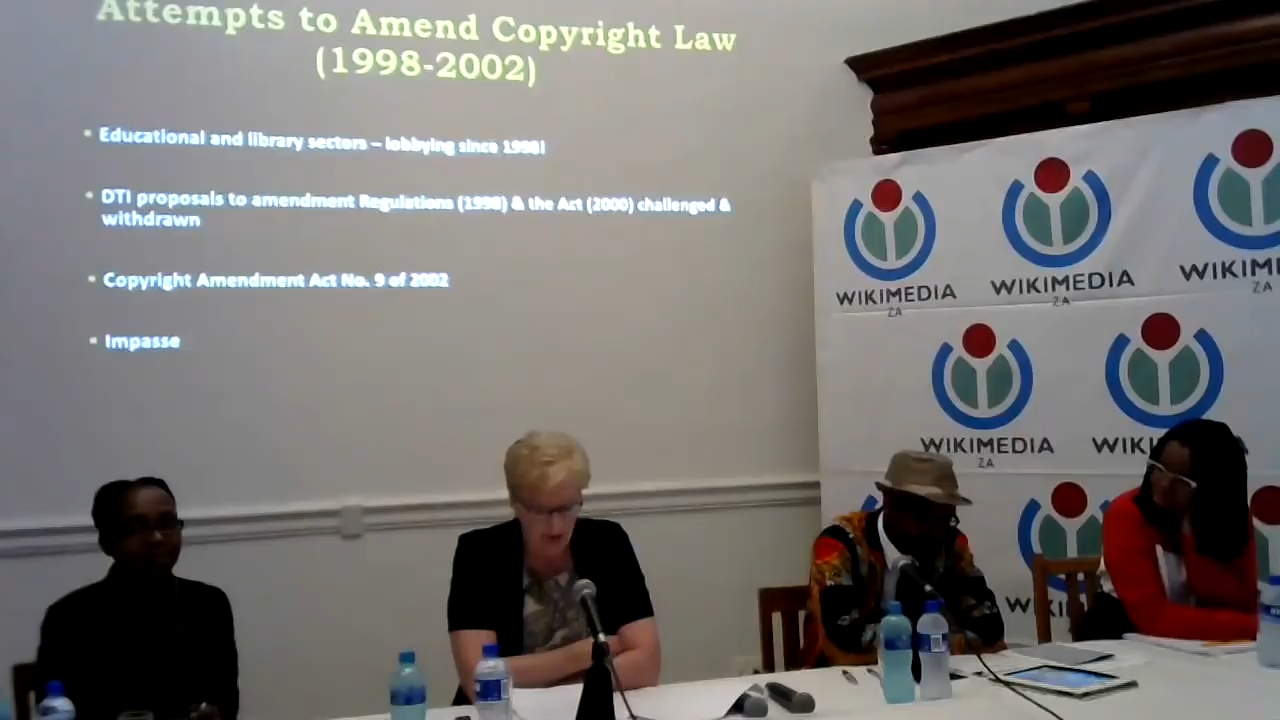 Attempts to Amend Copyright Law
(1998-2002)
• Educational and library sectors – lobbying since 1998!
• DTI proposals to amendment Regulations (1998) & the Act (2000) challenged &
withdrawn
• Copyright Amendment Act No. 9 of 2002
• Impasse
WIKIMEDIA
ZA
WIKIMEDIA
ZA
WIKIM
ZA
WIKIMEDIA
ZA
WIKI